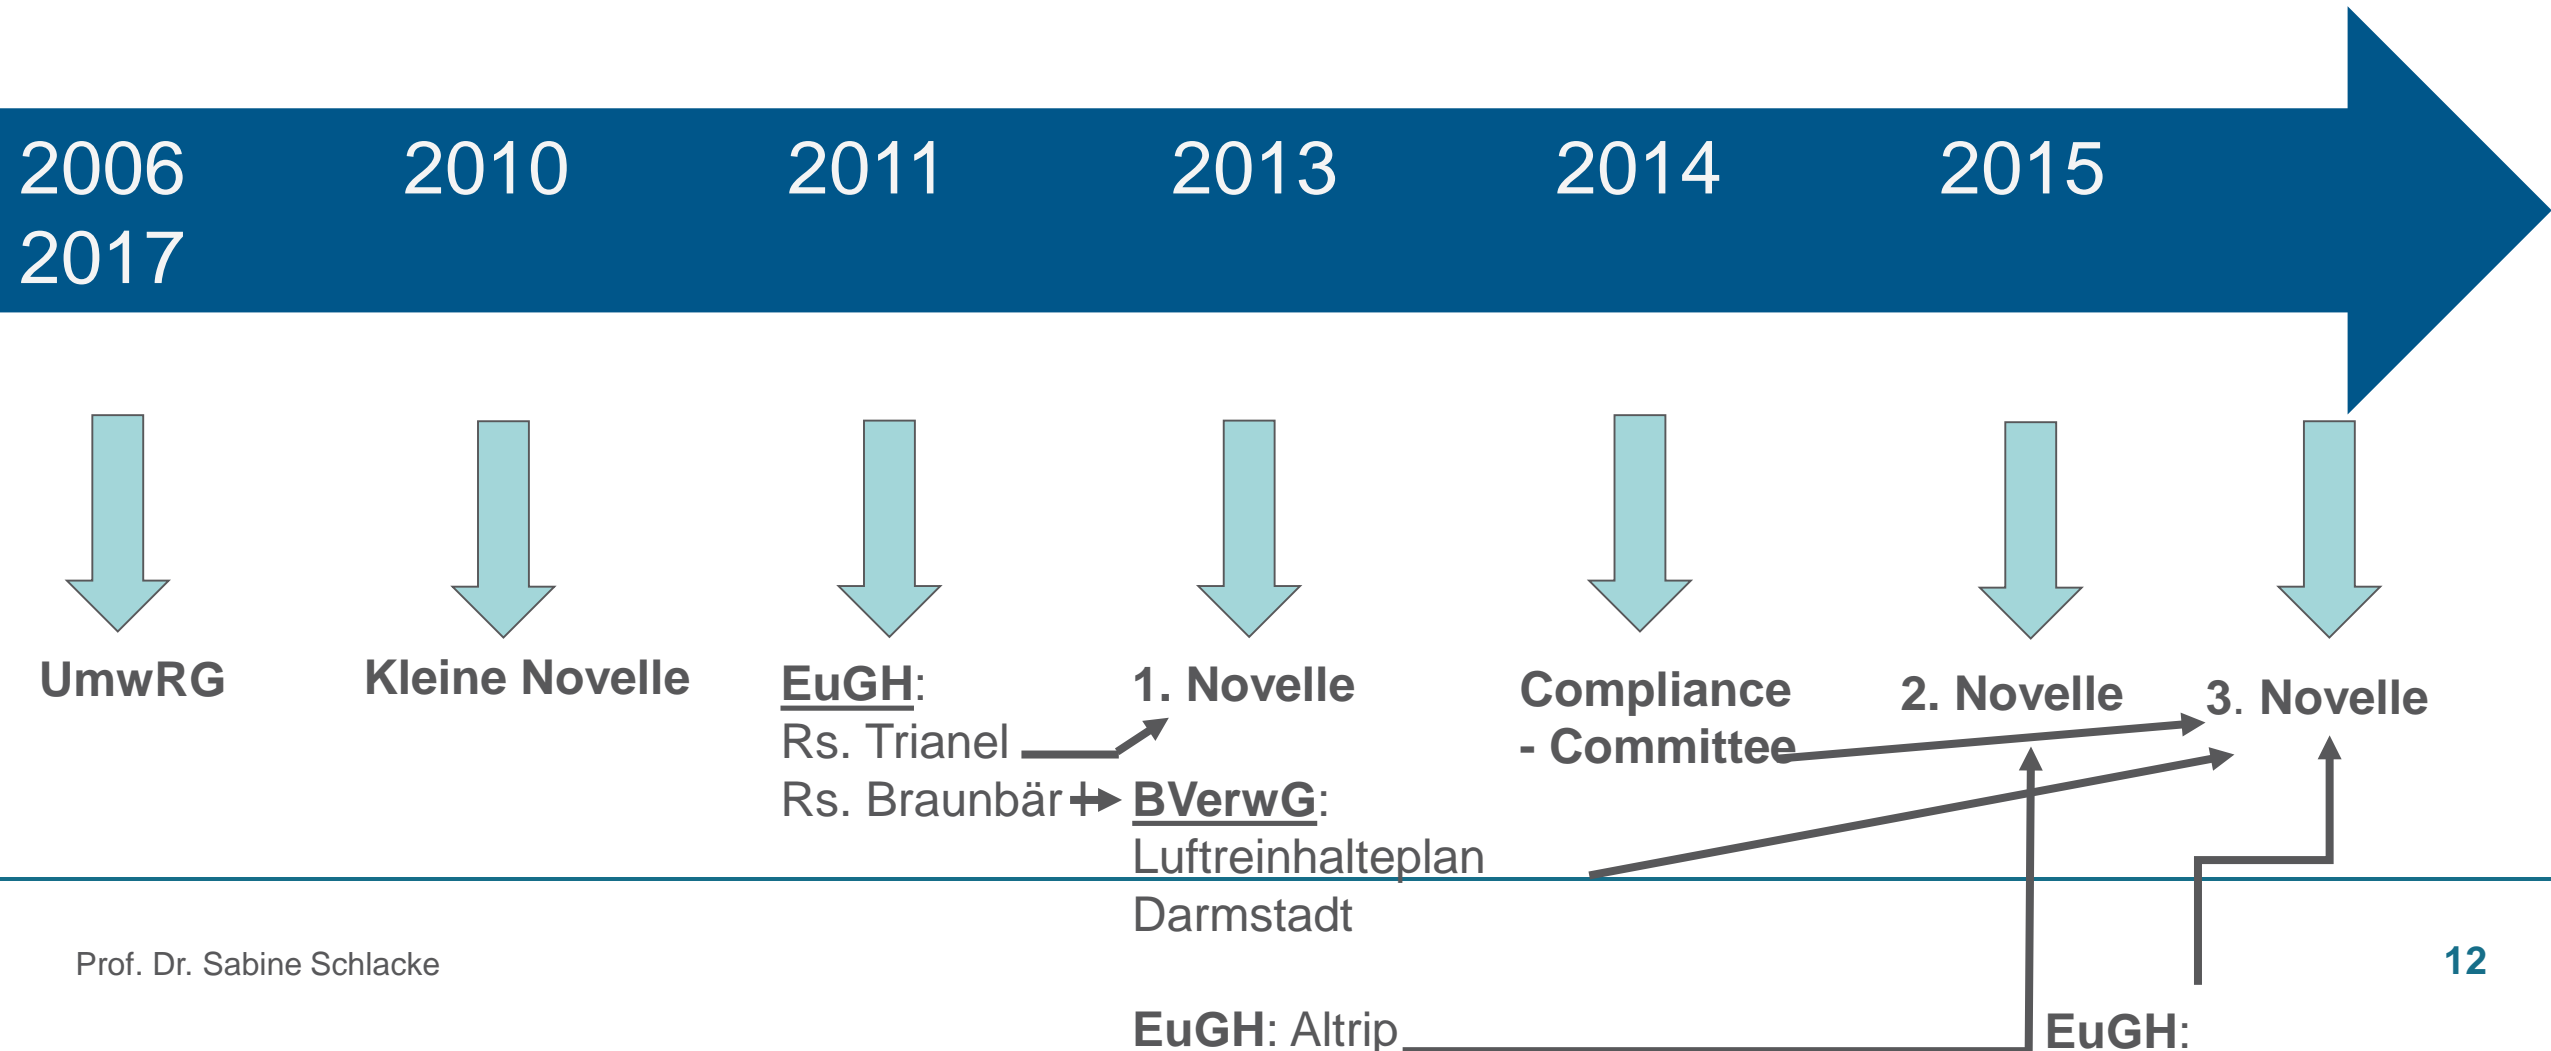 2006 2010 2011 2013 2014 2015
2017
UmwRG
Kleine Novelle
EuGH:
Rs. Trianel
Rs. Braunbär
1. Novelle
BVerwG:
Luftreinhalteplan
Darmstadt
EuGH: Altrip
Compliance
- Committee
2. Novelle
3. Novelle
EuGH:
Prof. Dr. Sabine Schlacke
12